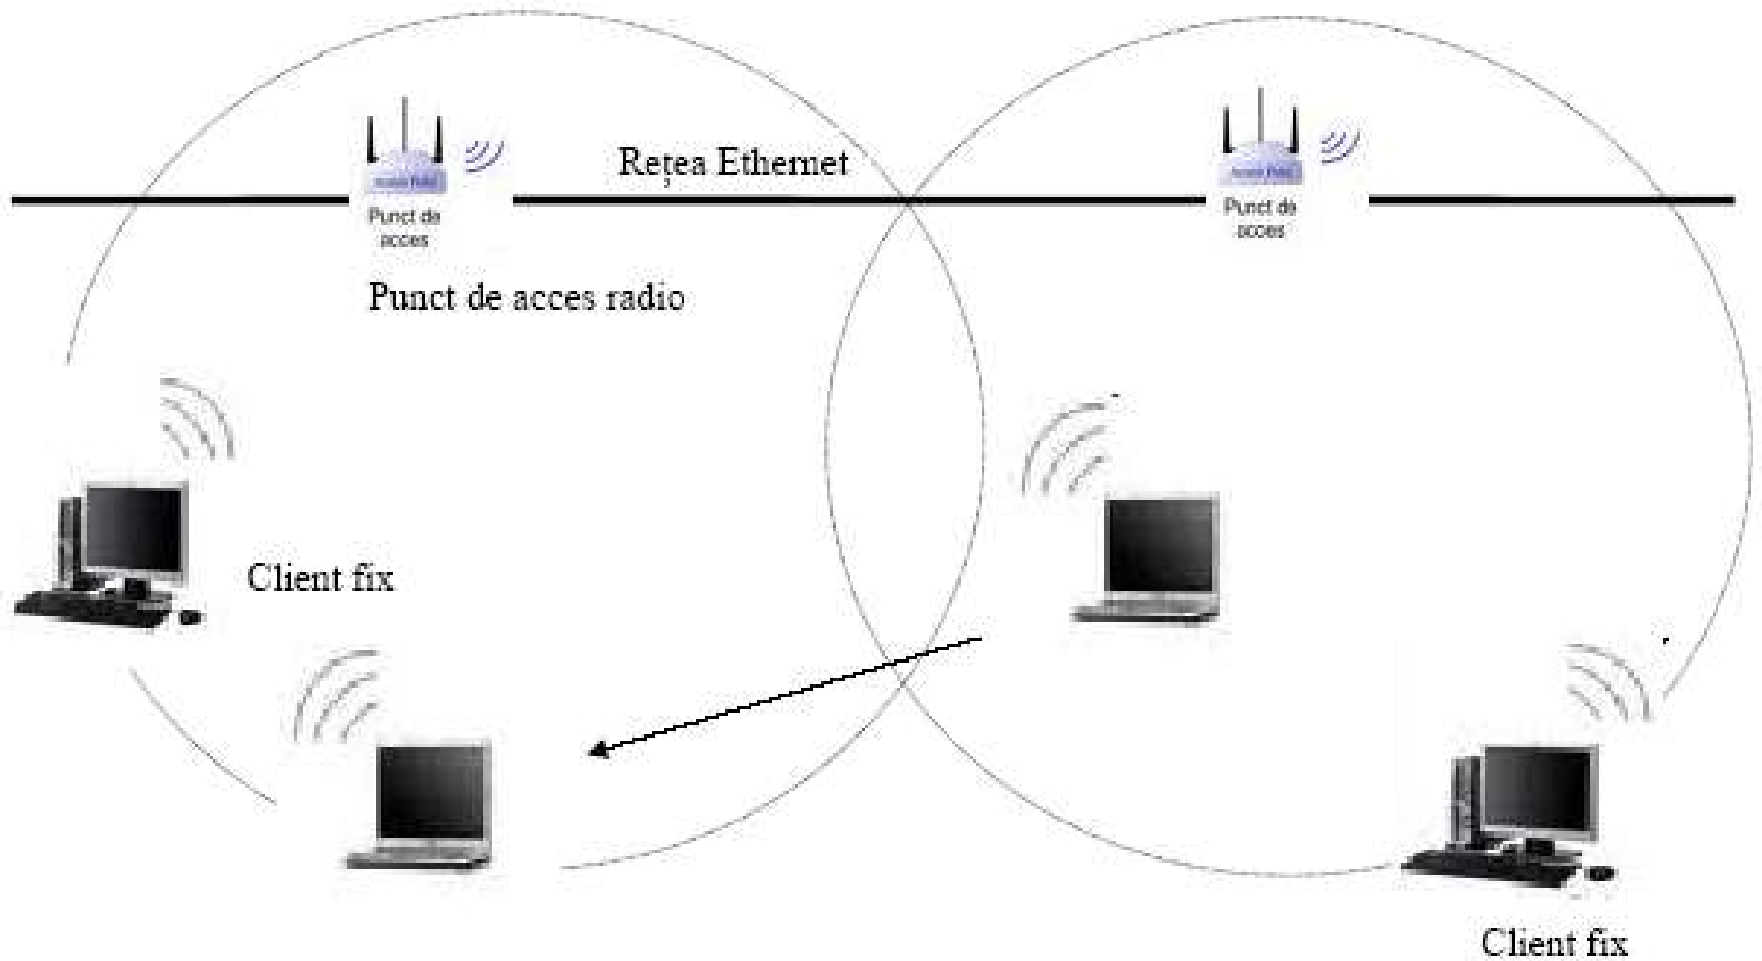 Rețea Ethernet
Punct de
acces
Punct de
acces
Punct de acces radio
Client fix
Client fix